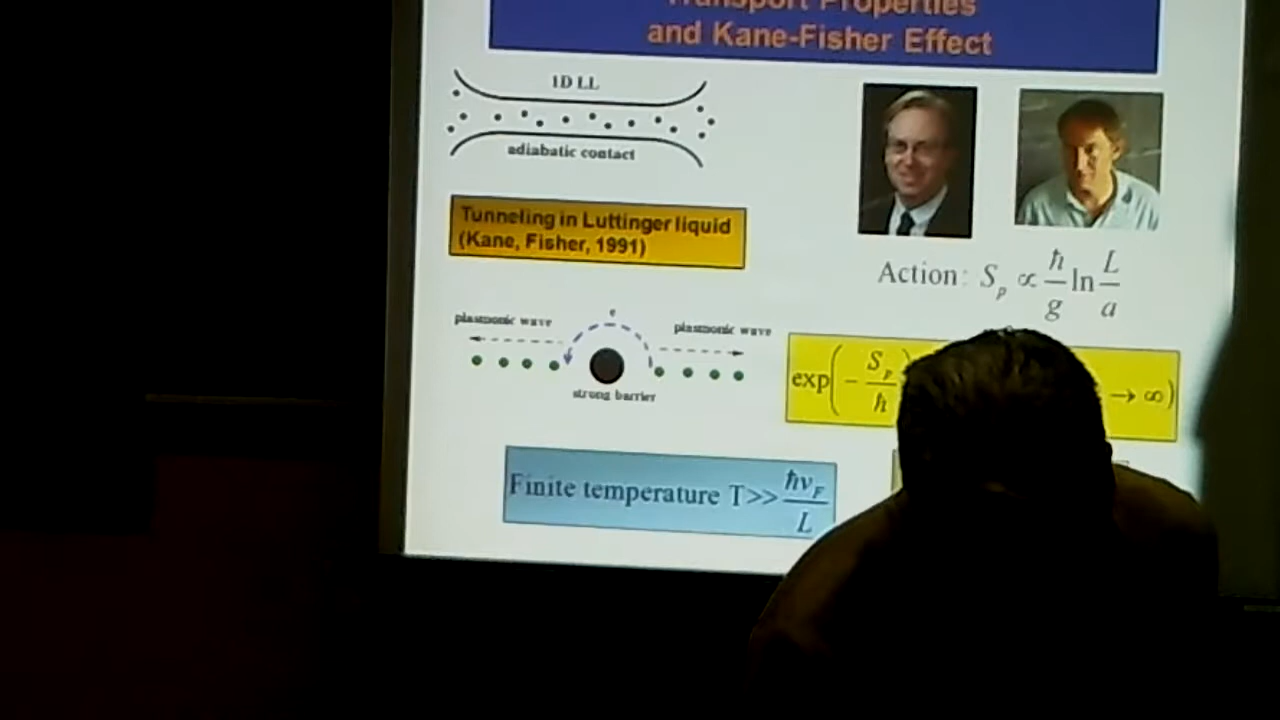 Transport Properties
and Kane-Fisher Effect
1D LL
adiabatic contact
Tunneling in Luttinger liquid
(Kane, Fisher, 1991)
Action: S_p ∝ ħ/g ln L/a
e
plasmonic wave
plasmonic wave
strong barrier
exp(− S_p/ħ) → ∞)
Finite temperature T>> ħv_F/L